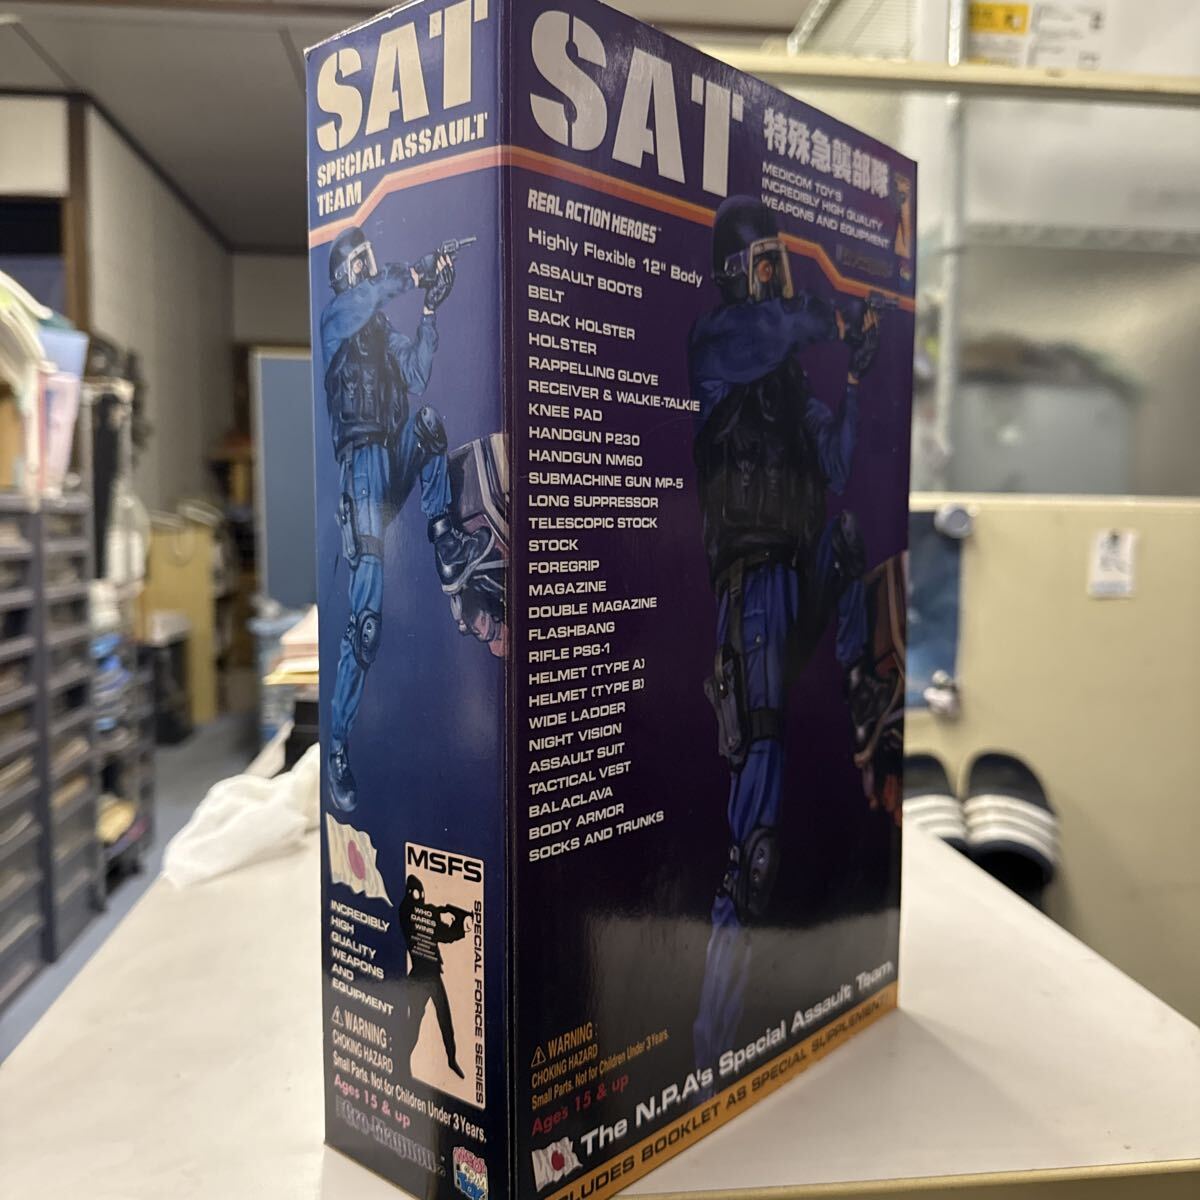 SAT
SPECIAL ASSAULT
TEAM
INCREDIBLY
HIGH
QUALITY
WEAPONS
AND
EQUIPMENT
MSFS
WHO
DARES
WINS
SPECIAL FORCE SERIES
WARNING :
CHOKING HAZARD
Small Parts. Not for Children Under 3 Years.
Ages 15 & up
Cro-Magnon
SAT
特殊急襲部隊
MEDICOM TOY'S
INCREDIBLY HIGH QUALITY
WEAPONS AND EQUIPMENT
REAL ACTION HEROES™
Highly Flexible 12" Body
ASSAULT BOOTS
BELT
BACK HOLSTER
HOLSTER
RAPPELLING GLOVE
RECEIVER & WALKIE-TALKIE
KNEE PAD
HANDGUN P230
HANDGUN NM60
SUBMACHINE GUN MP-5
LONG SUPPRESSOR
TELESCOPIC STOCK
STOCK
FOREGRIP
MAGAZINE
DOUBLE MAGAZINE
FLASHBANG
RIFLE PSG-1
HELMET (TYPE A)
HELMET (TYPE B)
WIDE LADDER
NIGHT VISION
ASSAULT SUIT
TACTICAL VEST
BALACLAVA
BODY ARMOR
SOCKS AND TRUNKS
WARNING :
CHOKING HAZARD
Small Parts. Not for Children Under 3 Years.
Ages 15 & up
The N.P.A's Special Assault Team
LUDES BOOKLET AS SPECIAL SUPPLEMENT!